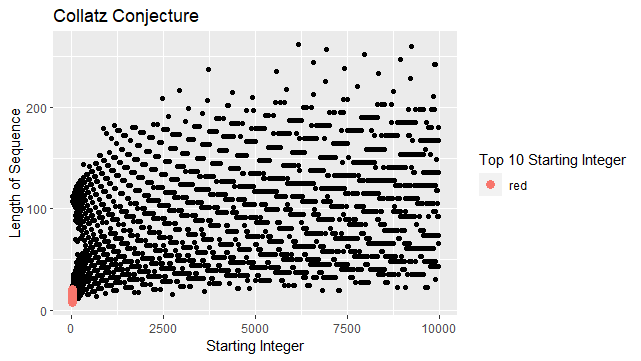 Collatz Conjecture
Length of Sequence
200
100
0
0
2500
5000
7500
10000
Starting Integer
Top 10 Starting Integer
red